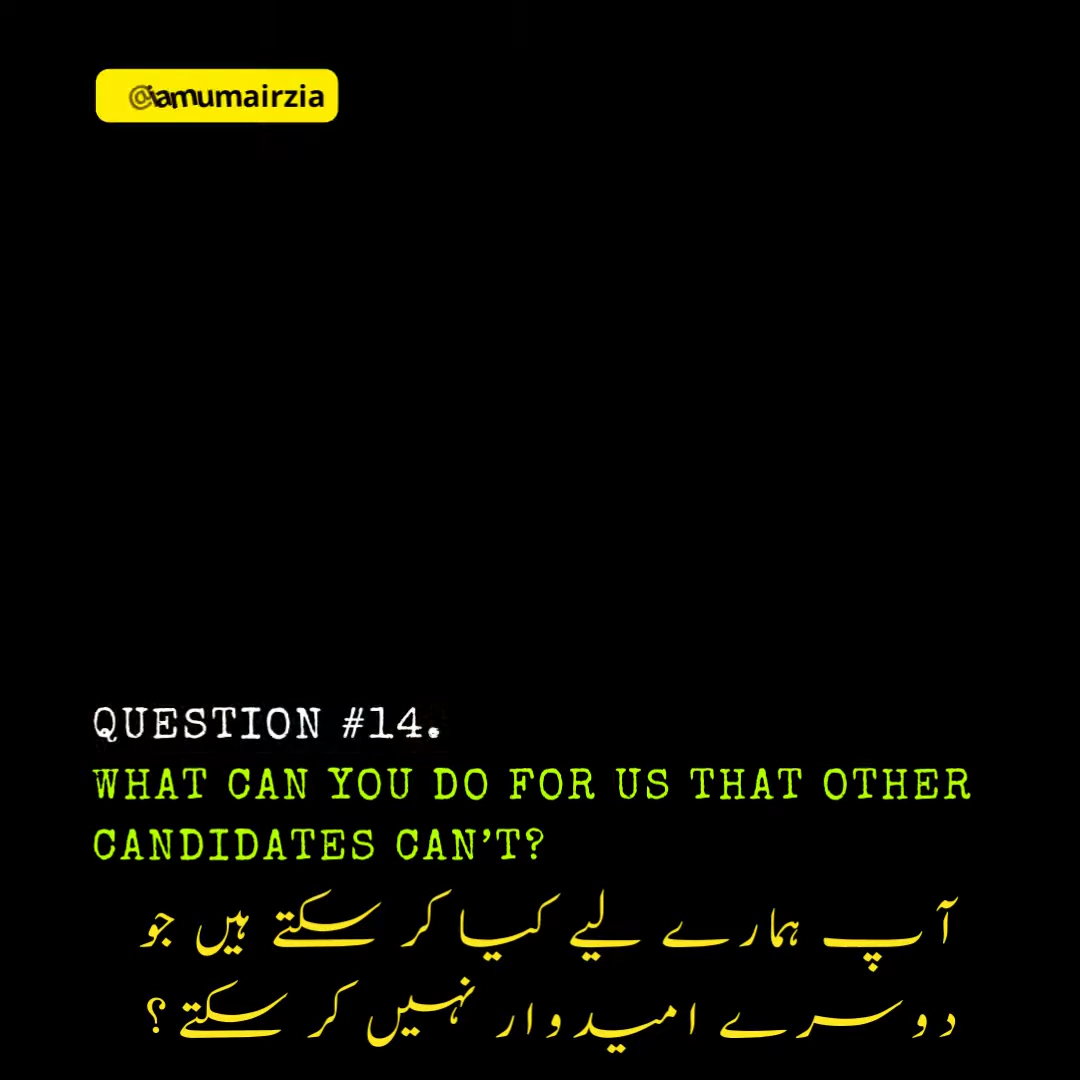 @iamumairzia
QUESTION #14.
WHAT CAN YOU DO FOR US THAT OTHER
CANDIDATES CAN'T?
آپ ہمارے لیے کیا کر سکتے ہیں جو
دوسرے امیدوار نہیں کر سکتے؟